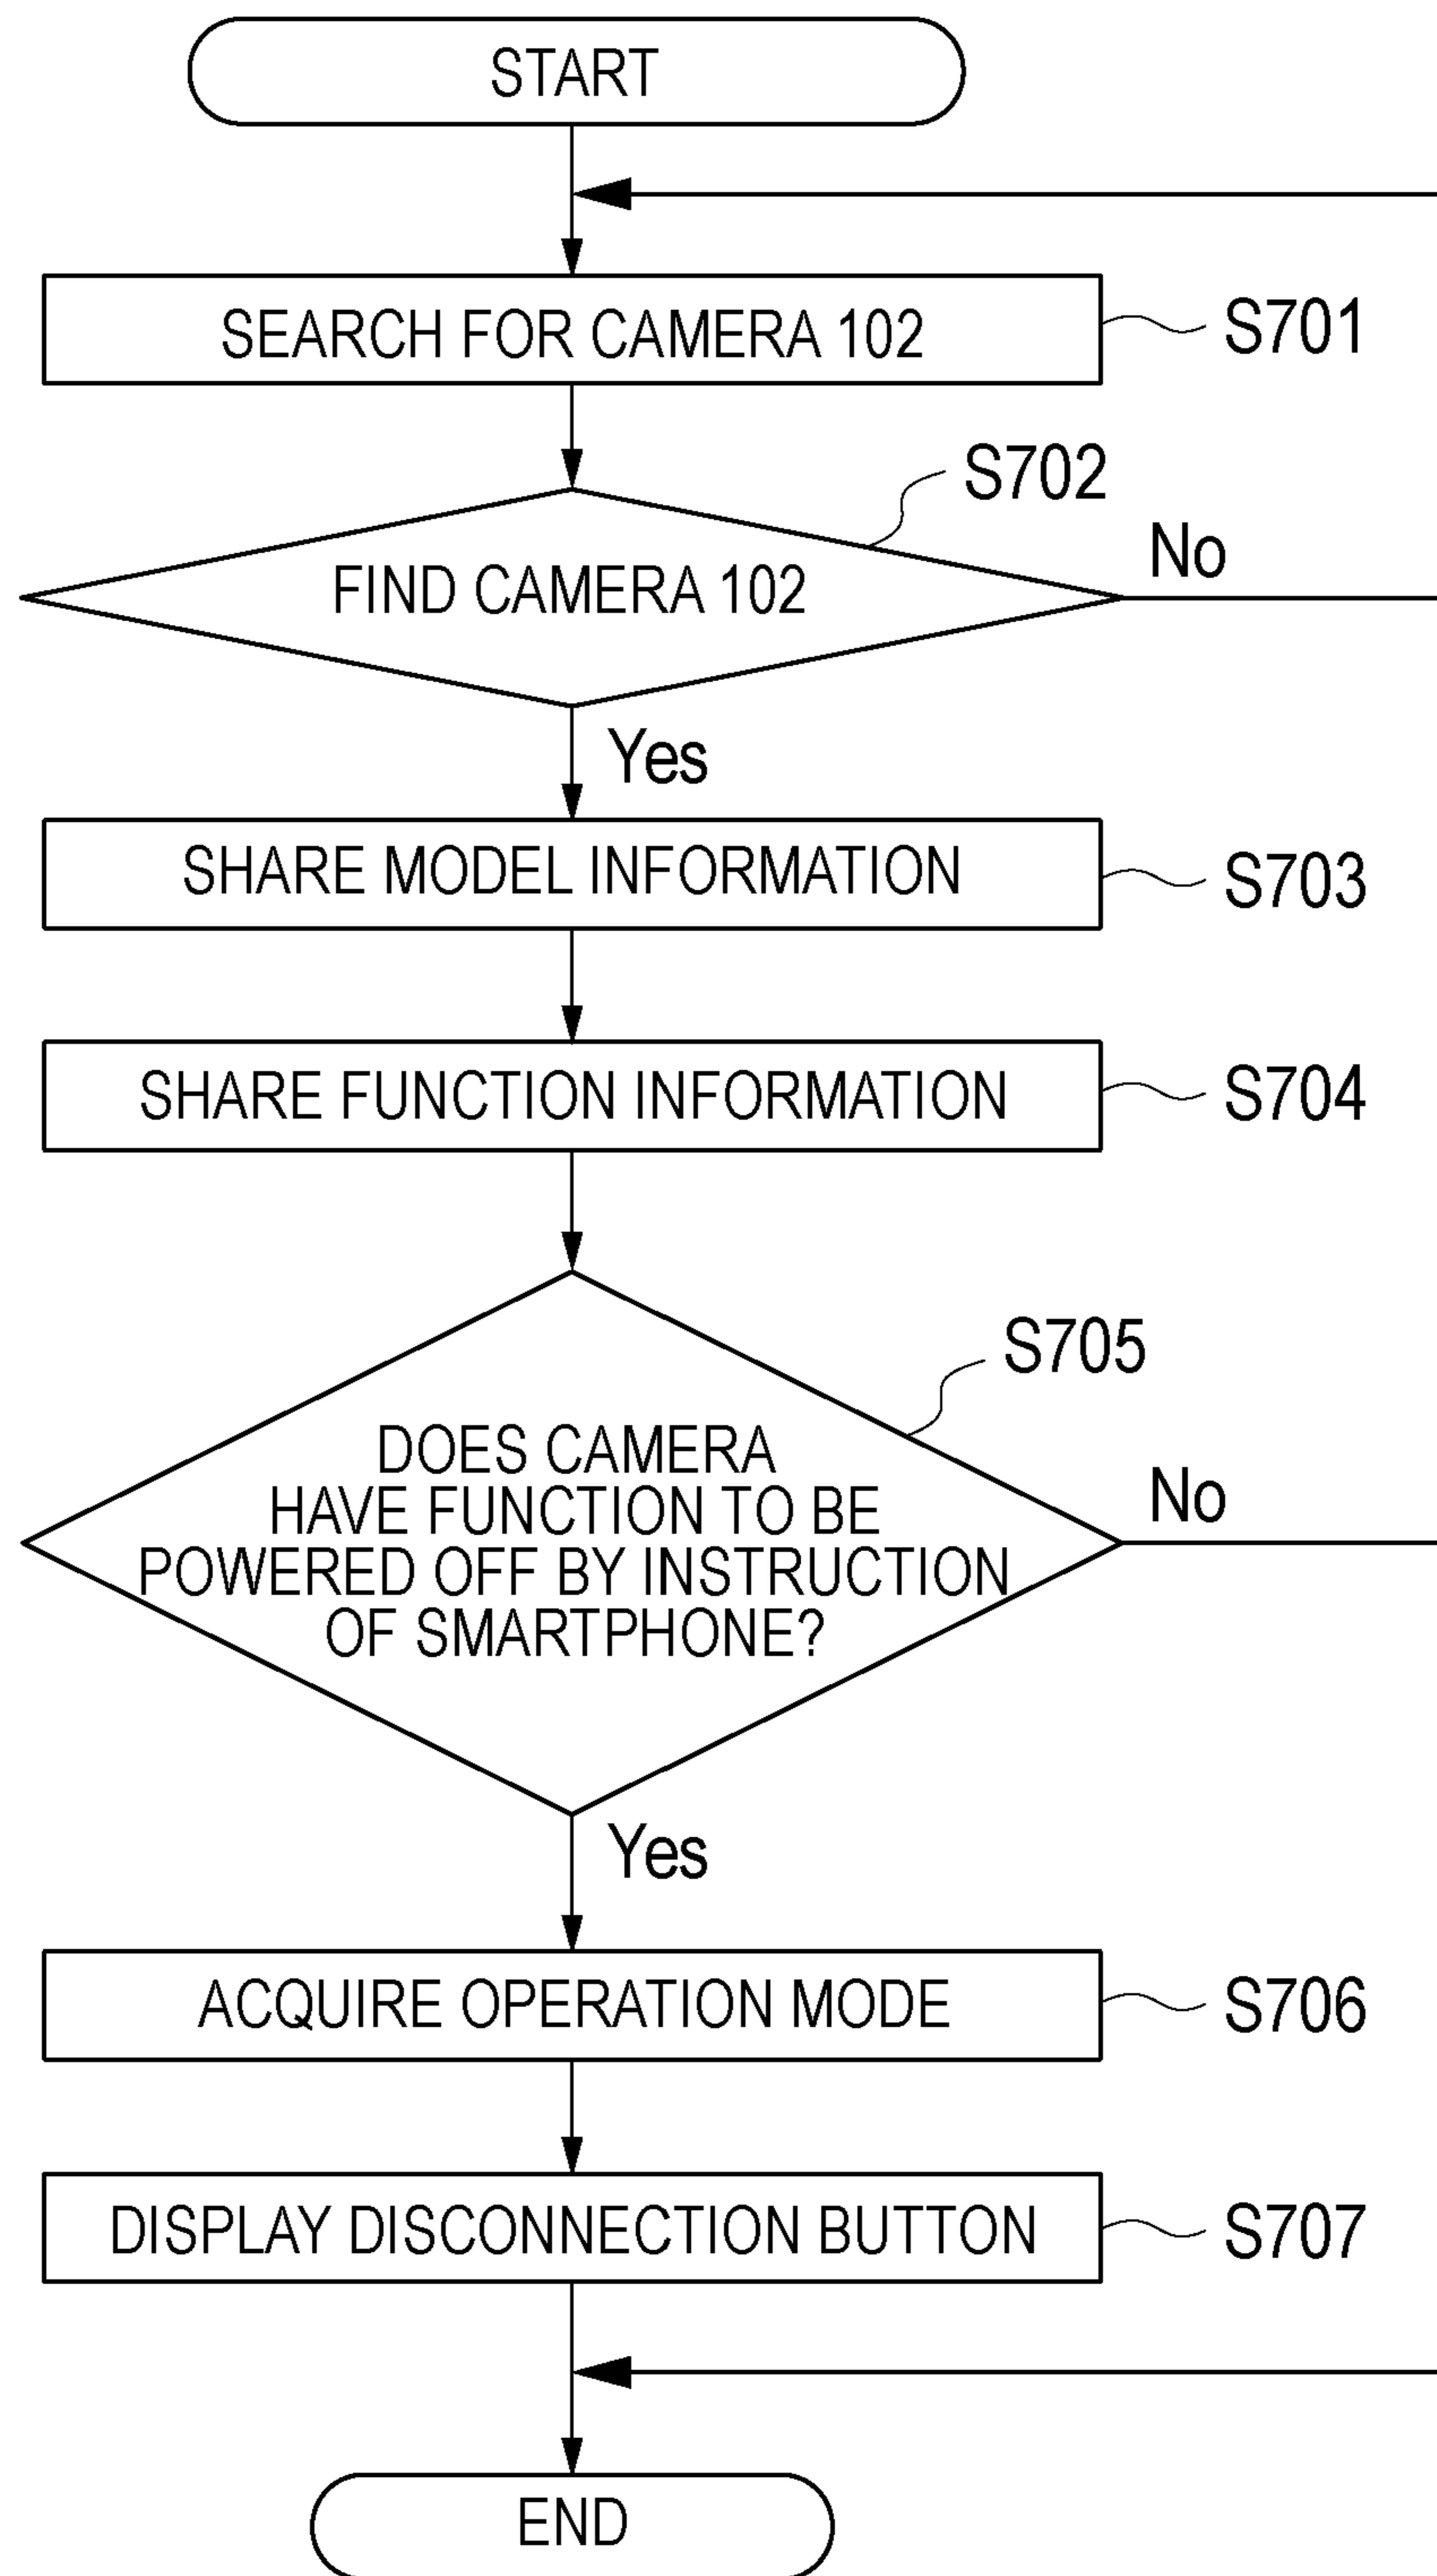 START
SEARCH FOR CAMERA 102
S701
S702
FIND CAMERA 102
No
Yes
SHARE MODEL INFORMATION
S703
SHARE FUNCTION INFORMATION
S704
S705
DOES CAMERA
HAVE FUNCTION TO BE
POWERED OFF BY INSTRUCTION
OF SMARTPHONE?
No
Yes
ACQUIRE OPERATION MODE
S706
DISPLAY DISCONNECTION BUTTON
S707
END